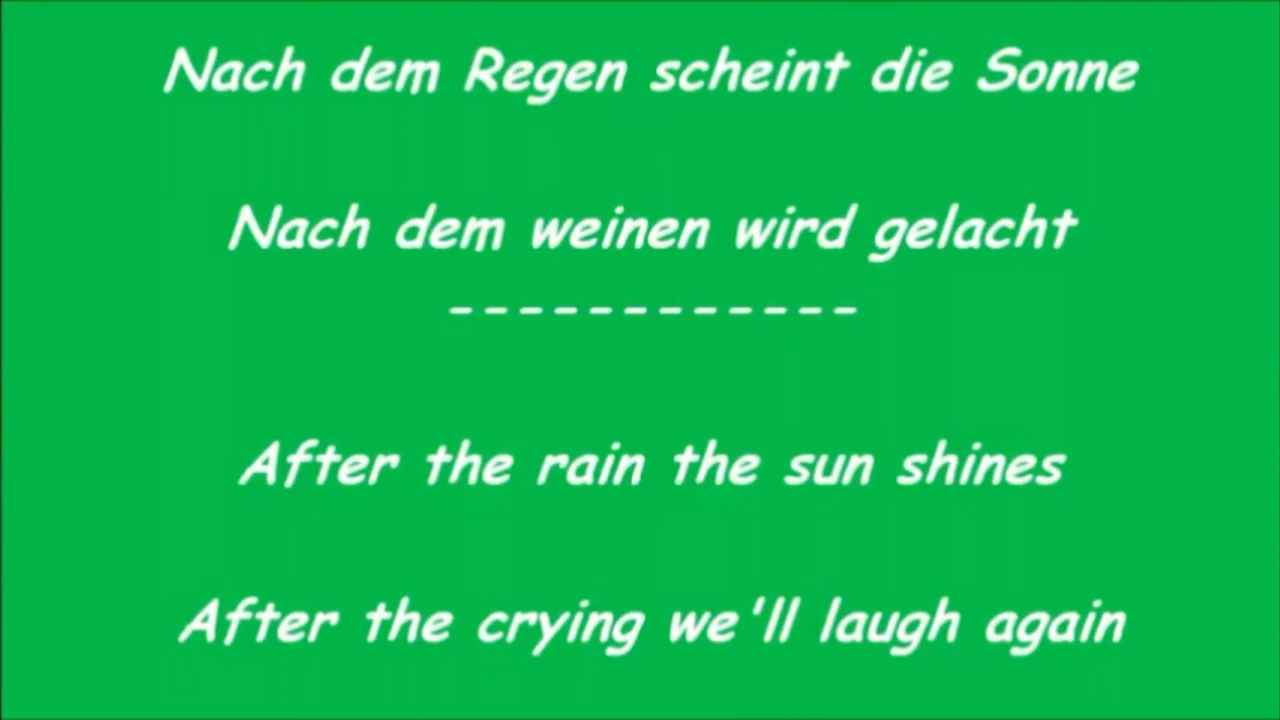 Nach dem Regen scheint die Sonne
Nach dem weinen wird gelacht
------------
After the rain the sun shines
After the crying we'll laugh again